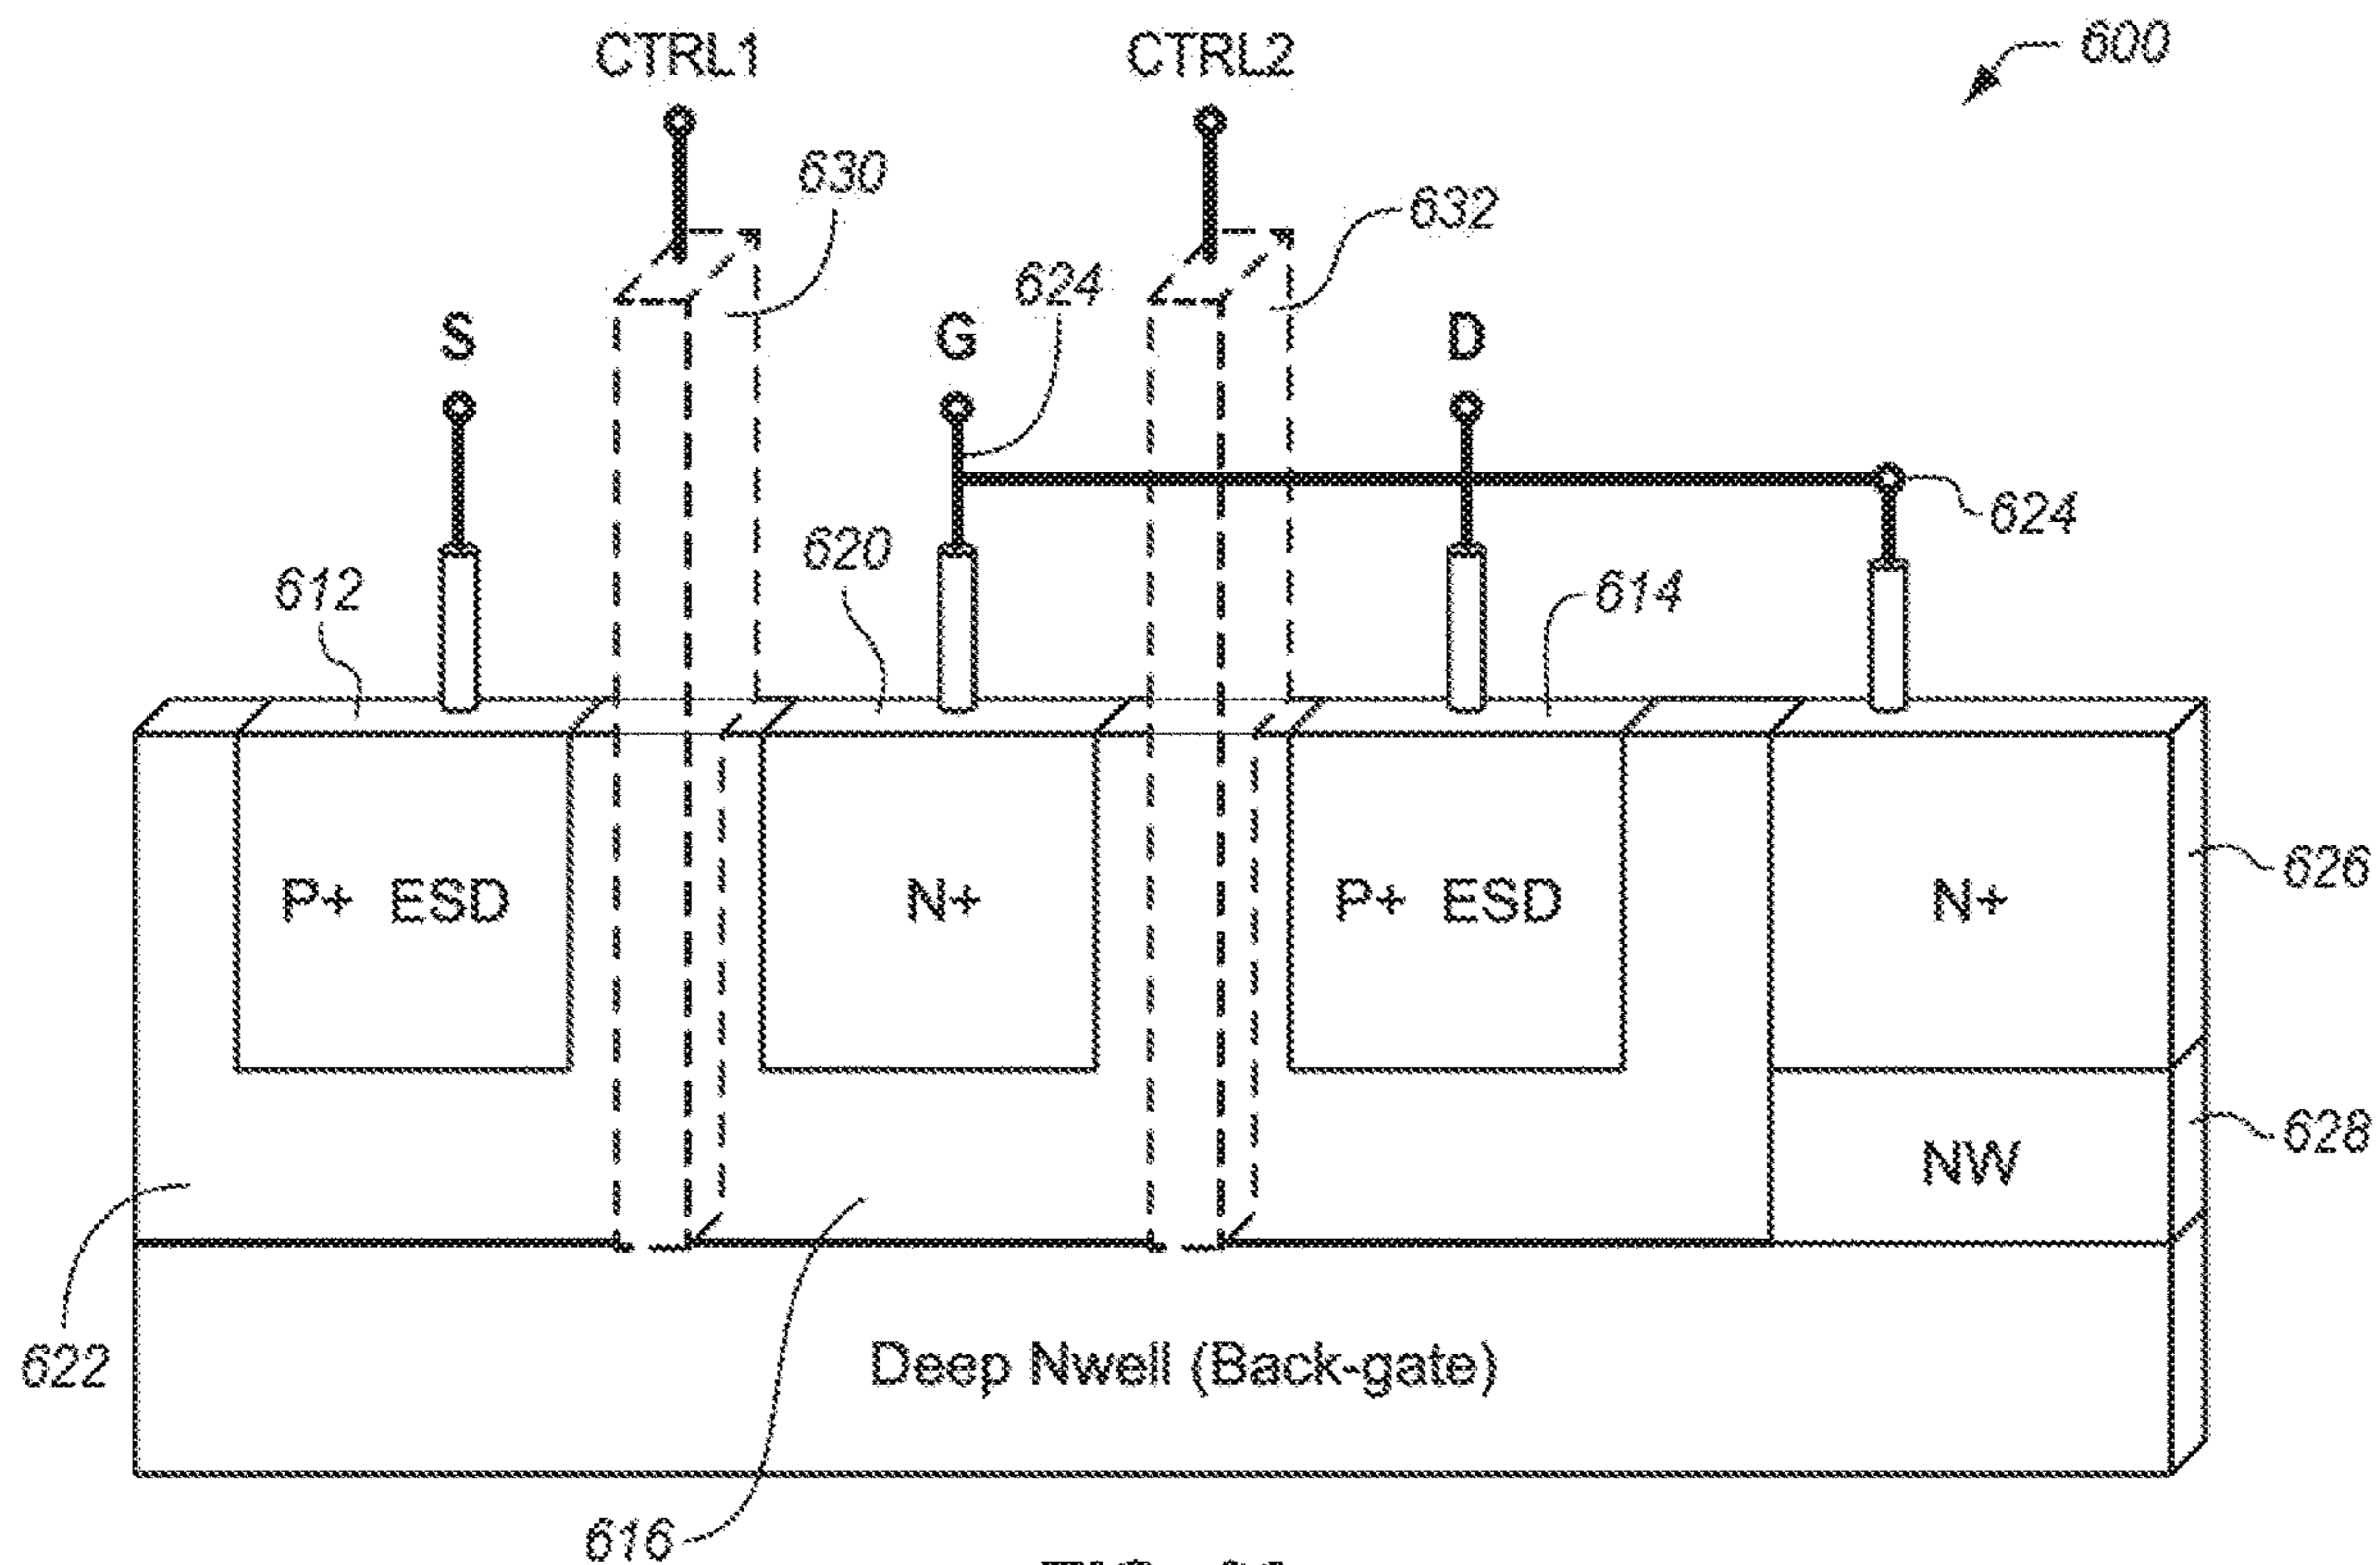 CTRL1 CTRL2 600
630
632
624
S G D
624
620
612 614
P+ ESD N+ P+ ESD N+
626
628
NW
622
Deep Nwell (Back-gate)
616